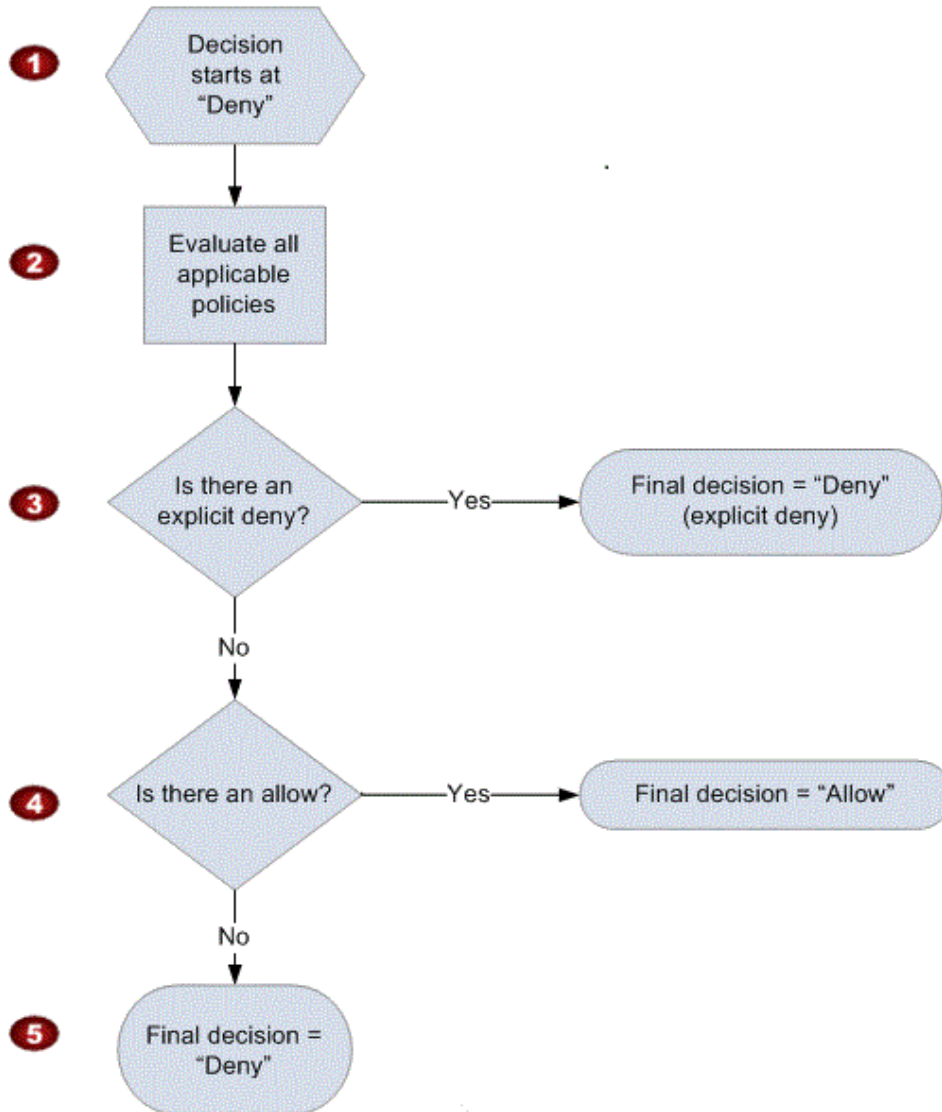 1
Decision
starts at
“Deny”
2
Evaluate all
applicable
policies
3
Is there an
explicit deny?
Yes
Final decision = “Deny”
(explicit deny)
No
4
Is there an allow?
Yes
Final decision = “Allow”
No
5
Final decision =
“Deny”